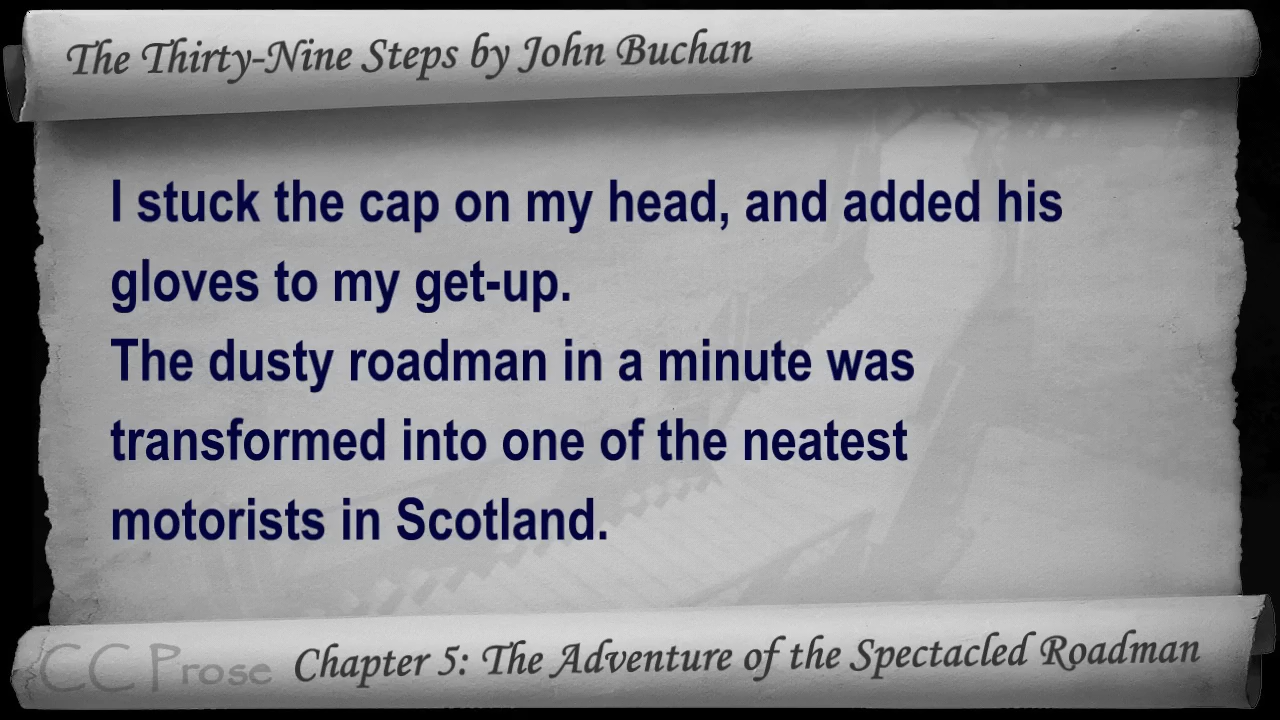 The Thirty-Nine Steps by John Buchan
I stuck the cap on my head, and added his
gloves to my get-up.
The dusty roadman in a minute was
transformed into one of the neatest
motorists in Scotland.
CC Prose
Chapter 5: The Adventure of the Spectacled Roadman